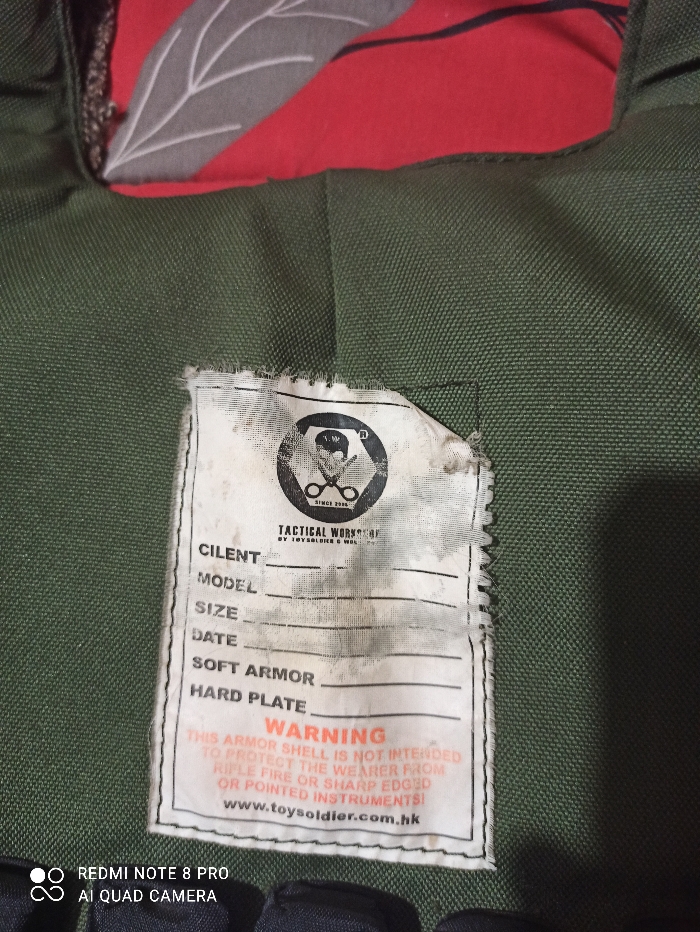 SINCE 2005
TACTICAL WORKSHOP
BY TOYSOLDIER &
CILENT
MODEL
SIZE
DATE
SOFT ARMOR
HARD PLATE
WARNING
THIS ARMOR SHELL IS NOT INTENDED
TO PROTECT THE WEARER FROM
RIFLE FIRE OR SHARP EDGED
OR POINTED INSTRUMENTS!
www.toysoldier.com.hk
REDMI NOTE 8 PRO
AI QUAD CAMERA